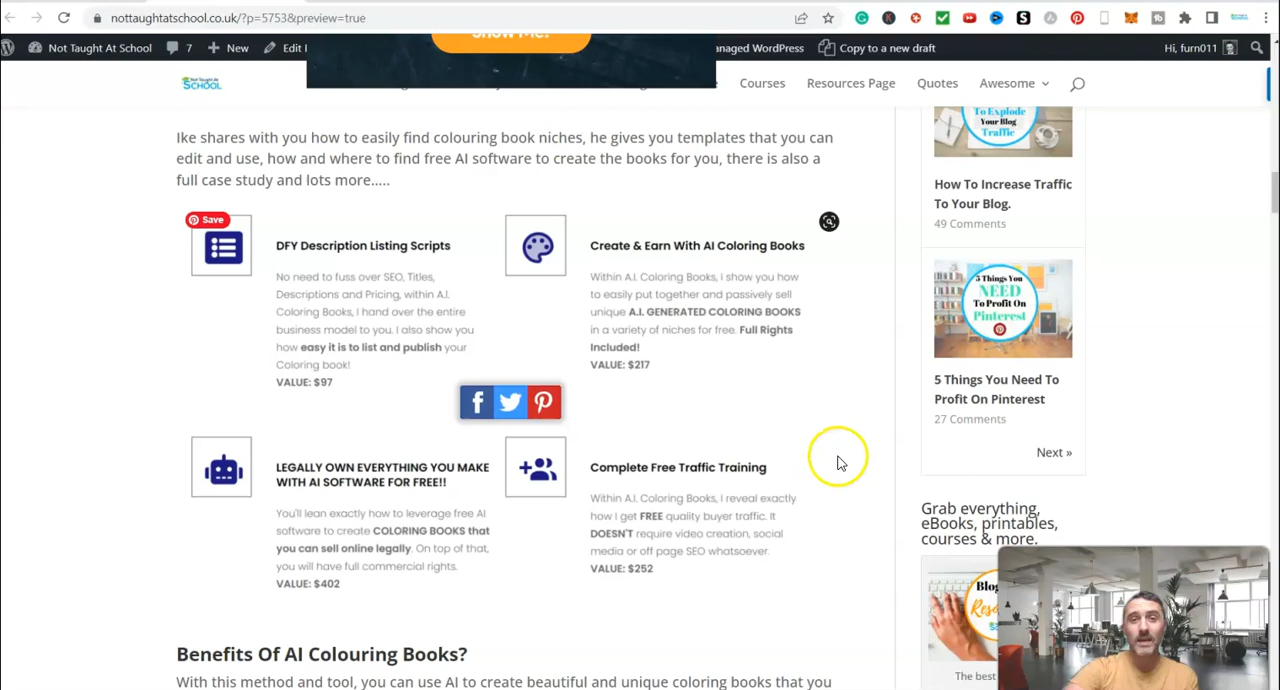 nottaughtatschool.co.uk/?p=5753&preview=true
Not Taught At School
7
New
Edit
anaged WordPress
Copy to a new draft
Hi, furn011
Not Taught At
SCHOOL
Courses
Resources Page
Quotes
Awesome
Show Me!
Ike shares with you how to easily find colouring book niches, he gives you templates that you can
edit and use, how and where to find free AI software to create the books for you, there is also a
full case study and lots more.....
Save
DFY Description Listing Scripts
No need to fuss over SEO, Titles,
Descriptions and Pricing, within A.I.
Coloring Books, I hand over the entire
business model to you. I also show you
how easy it is to list and publish your
Coloring book!
VALUE: $97
Create & Earn With AI Coloring Books
Within A.I. Coloring Books, I show you how
to easily put together and passively sell
unique A.I. GENERATED COLORING BOOKS
in a variety of niches for free. Full Rights
Included!
VALUE: $217
LEGALLY OWN EVERYTHING YOU MAKE
WITH AI SOFTWARE FOR FREE!!
You'll lean exactly how to leverage free AI
software to create COLORING BOOKS that
you can sell online legally. On top of that,
you will have full commercial rights.
VALUE: $402
Complete Free Traffic Training
Within A.I. Coloring Books, I reveal exactly
how I get FREE quality buyer traffic. It
DOESN'T require video creation, social
media or off page SEO whatsoever.
VALUE: $252
Benefits Of AI Colouring Books?
With this method and tool, you can use AI to create beautiful and unique coloring books that you
To Explode
Your Blog
Traffic
How To Increase Traffic
To Your Blog.
49 Comments
5 Things You
NEED
To Profit On
Pinterest
5 Things You Need To
Profit On Pinterest
27 Comments
Next »
Grab everything,
eBooks, printables,
courses & more.
The best